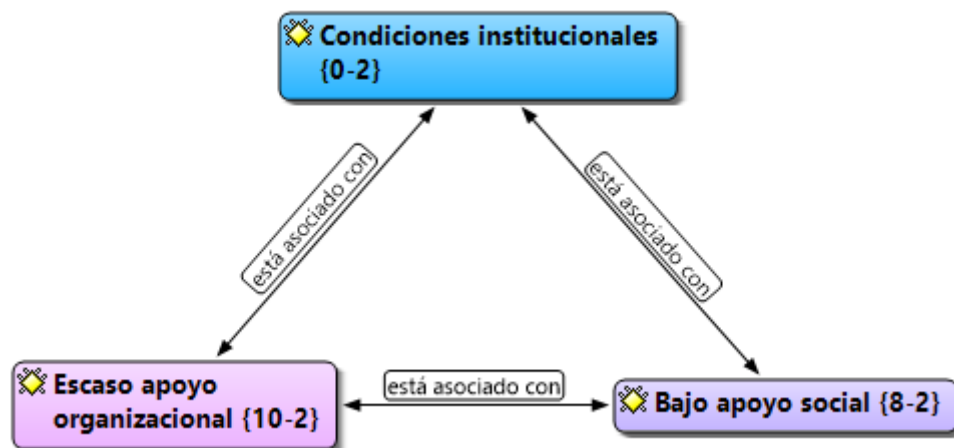 Condiciones institucionales
{0-2}
está asociado con
está asociado con
Escaso apoyo
organizacional {10-2}
está asociado con
Bajo apoyo social {8-2}